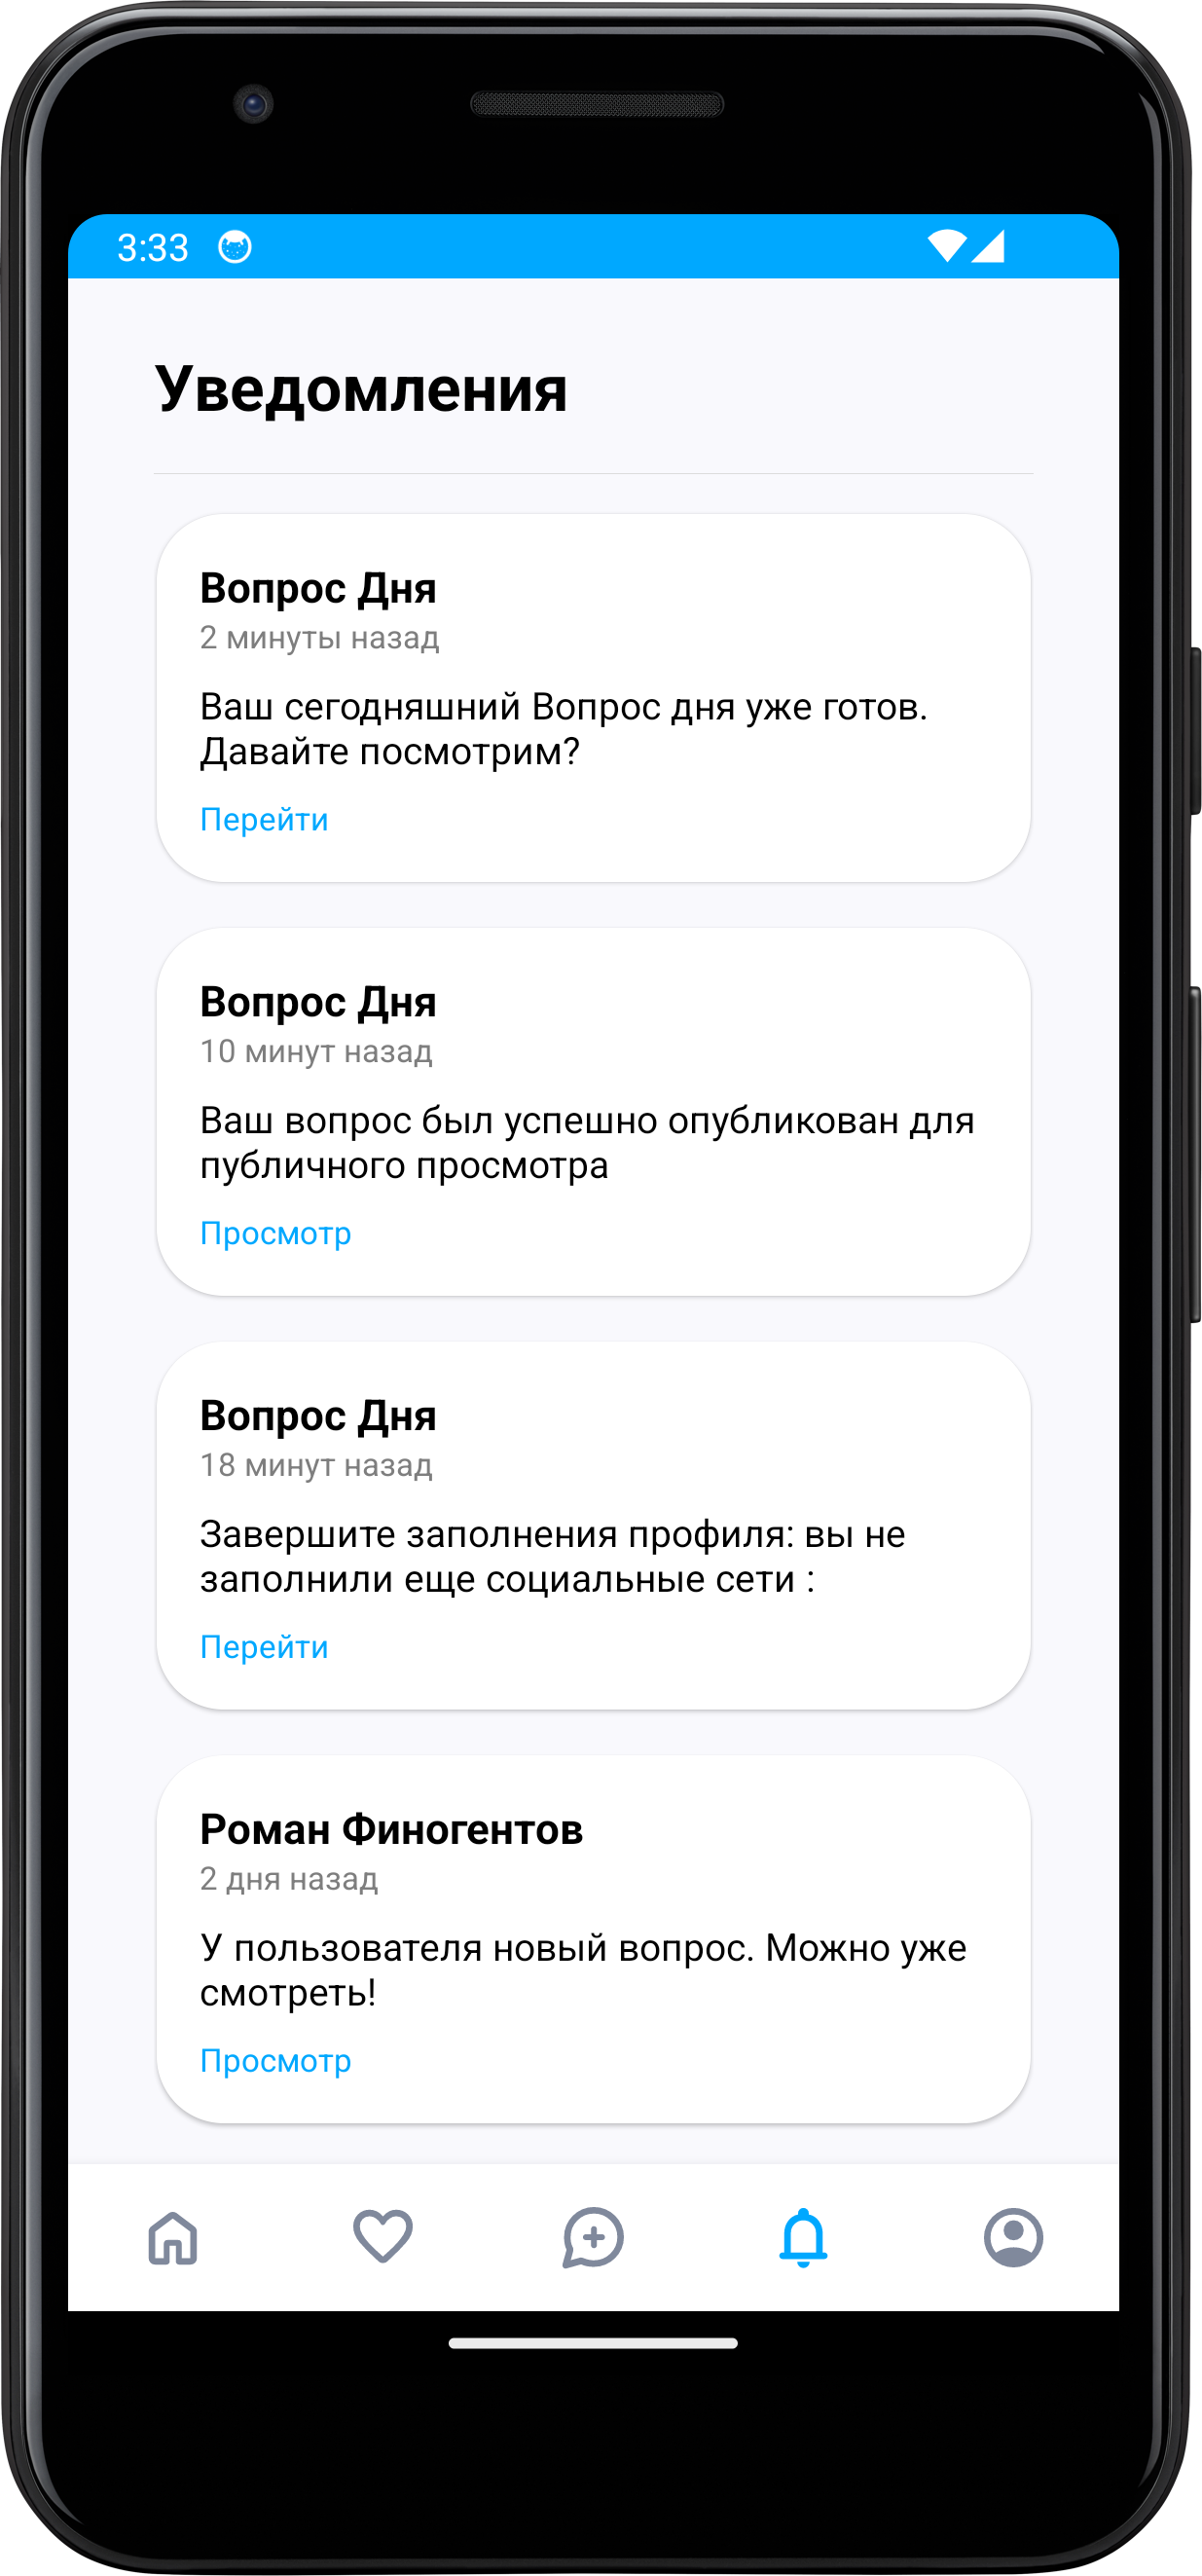 3:33
Уведомления
Вопрос Дня
2 минуты назад
Ваш сегодняшний Вопрос дня уже готов.
Давайте посмотрим?
Перейти
Вопрос Дня
10 минут назад
Ваш вопрос был успешно опубликован для
публичного просмотра
Просмотр
Вопрос Дня
18 минут назад
Завершите заполнения профиля: вы не
заполнили еще социальные сети :
Перейти
Роман Финогентов
2 дня назад
У пользователя новый вопрос. Можно уже
смотреть!
Просмотр